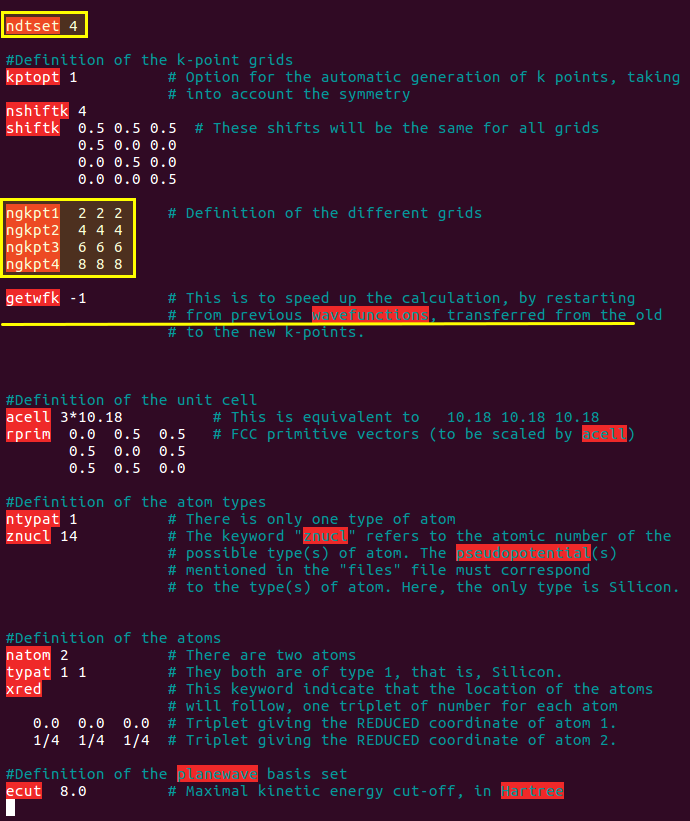 ndtset 4
#Definition of the k-point grids
kptopt 1          # Option for the automatic generation of k points, taking
                  # into account the symmetry
nshiftk 4
shiftk  0.5 0.5 0.5  # These shifts will be the same for all grids
        0.5 0.0 0.0
        0.0 0.5 0.0
        0.0 0.0 0.5
ngkpt1  2 2 2     # Definition of the different grids
ngkpt2  4 4 4
ngkpt3  6 6 6
ngkpt4  8 8 8
getwfk -1         # This is to speed up the calculation, by restarting
                  # from previous wavefunctions, transferred from the old
                  # to the new k-points.
#Definition of the unit cell
acell 3*10.18          # This is equivalent to   10.18 10.18 10.18
rprim  0.0  0.5  0.5   # FCC primitive vectors (to be scaled by acell)
       0.5  0.0  0.5
       0.5  0.5  0.0
#Definition of the atom types
ntypat 1          # There is only one type of atom
znucl 14          # The keyword "znucl" refers to the atomic number of the
                  # possible type(s) of atom. The pseudopotential(s)
                  # mentioned in the "files" file must correspond
                  # to the type(s) of atom. Here, the only type is Silicon.
#Definition of the atoms
natom 2           # There are two atoms
typat 1 1         # They both are of type 1, that is, Silicon.
xred              # This keyword indicate that the location of the atoms
                  # will follow, one triplet of number for each atom
   0.0  0.0  0.0  # Triplet giving the REDUCED coordinate of atom 1.
   1/4  1/4  1/4  # Triplet giving the REDUCED coordinate of atom 2.
#Definition of the planewave basis set
ecut  8.0         # Maximal kinetic energy cut-off, in Hartree